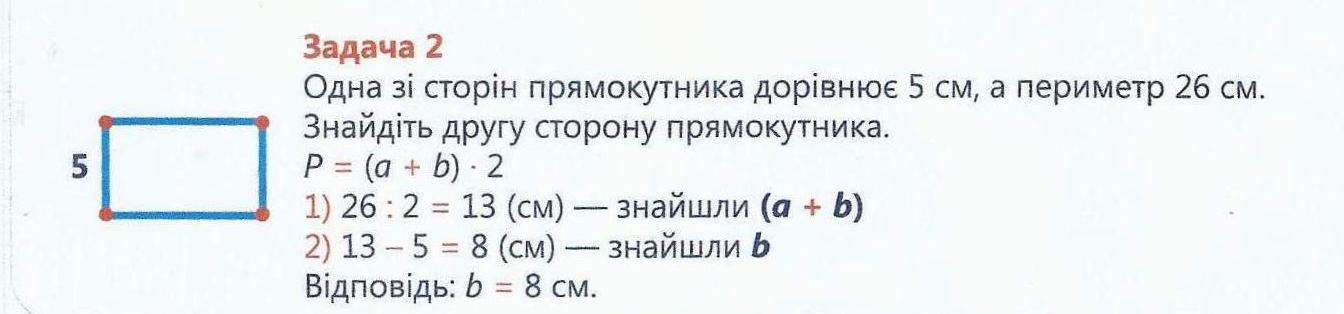 Задача 2
Одна зі сторін прямокутника дорівнює 5 см, а периметр 26 см.
Знайдіть другу сторону прямокутника.
5
P = (a + b) · 2
1) 26 : 2 = 13 (см) — знайшли (a + b)
2) 13 – 5 = 8 (см) — знайшли b
Відповідь: b = 8 см.